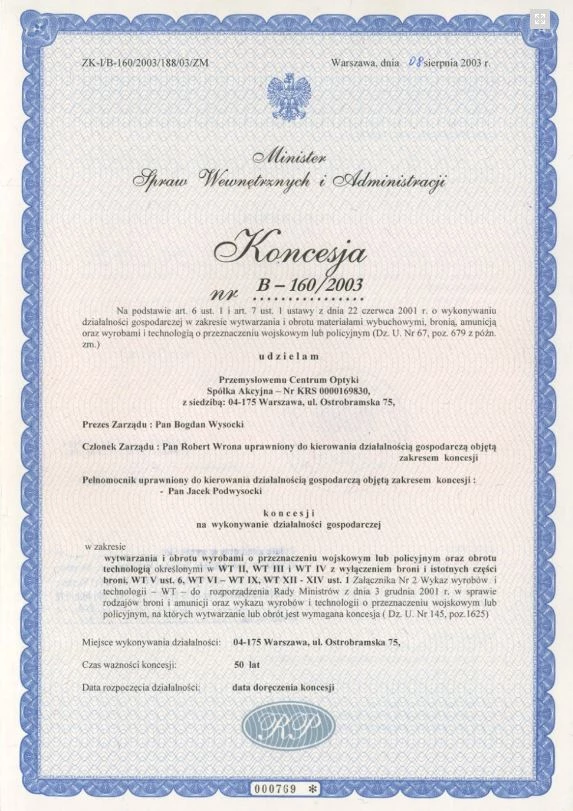 ZK-I/B-160/2003/188/03/ZM Warszawa, dnia 08 sierpnia 2003 r.
Minister
Spraw Wewnętrznych i Administracji
Koncesja
nr B – 160/2003
Na podstawie art. 6 ust. 1 i art. 7 ust. 1 ustawy z dnia 22 czerwca 2001 r. o wykonywaniu
działalności gospodarczej w zakresie wytwarzania i obrotu materiałami wybuchowymi, bronią, amunicją
oraz wyrobami i technologią o przeznaczeniu wojskowym lub policyjnym (Dz. U. Nr 67, poz. 679 z późn.
zm.)
udzielam
Przemysłowemu Centrum Optyki
Spółka Akcyjna – Nr KRS 0000169830,
z siedzibą: 04-175 Warszawa, ul. Ostrobramska 75,
Prezes Zarządu : Pan Bogdan Wysocki
Członek Zarządu : Pan Robert Wrona uprawniony do kierowania działalnością gospodarczą objętą
zakresem koncesji
Pełnomocnik uprawniony do kierowania działalnością gospodarczą objętą zakresem koncesji :
- Pan Jacek Podwysocki
koncesji
na wykonywanie działalności gospodarczej
w zakresie
wytwarzania i obrotu wyrobami o przeznaczeniu wojskowym lub policyjnym oraz obrotu
technologią określonymi w WT II, WT III i WT IV z wyłączeniem broni i istotnych części
broni, WT V ust. 6, WT VI – WT IX, WT XII - XIV ust. 1 Załącznika Nr 2 Wykaz wyrobów i
technologii – WT – do rozporządzenia Rady Ministrów z dnia 3 grudnia 2001 r. w sprawie
rodzajów broni i amunicji oraz wykazu wyrobów i technologii o przeznaczeniu wojskowym lub
policyjnym, na których wytwarzanie lub obrót jest wymagana koncesja ( Dz. U. Nr 145, poz.1625)
Miejsce wykonywania działalności: 04-175 Warszawa, ul. Ostrobramska 75,
Czas ważności koncesji: 50 lat
Data rozpoczęcia działalności: data doręczenia koncesji
RP
000769 *